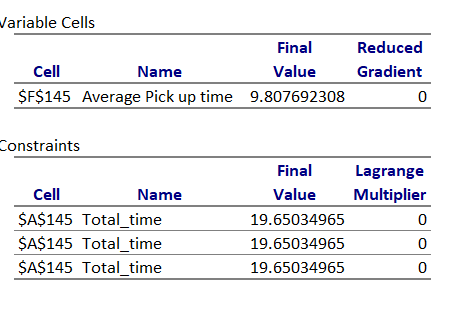 Variable Cells
Final Reduced
Cell Name Value Gradient
$F$145 Average Pick up time 9.807692308 0
Constraints
Final Lagrange
Cell Name Value Multiplier
$A$145 Total_time 19.65034965 0
$A$145 Total_time 19.65034965 0
$A$145 Total_time 19.65034965 0